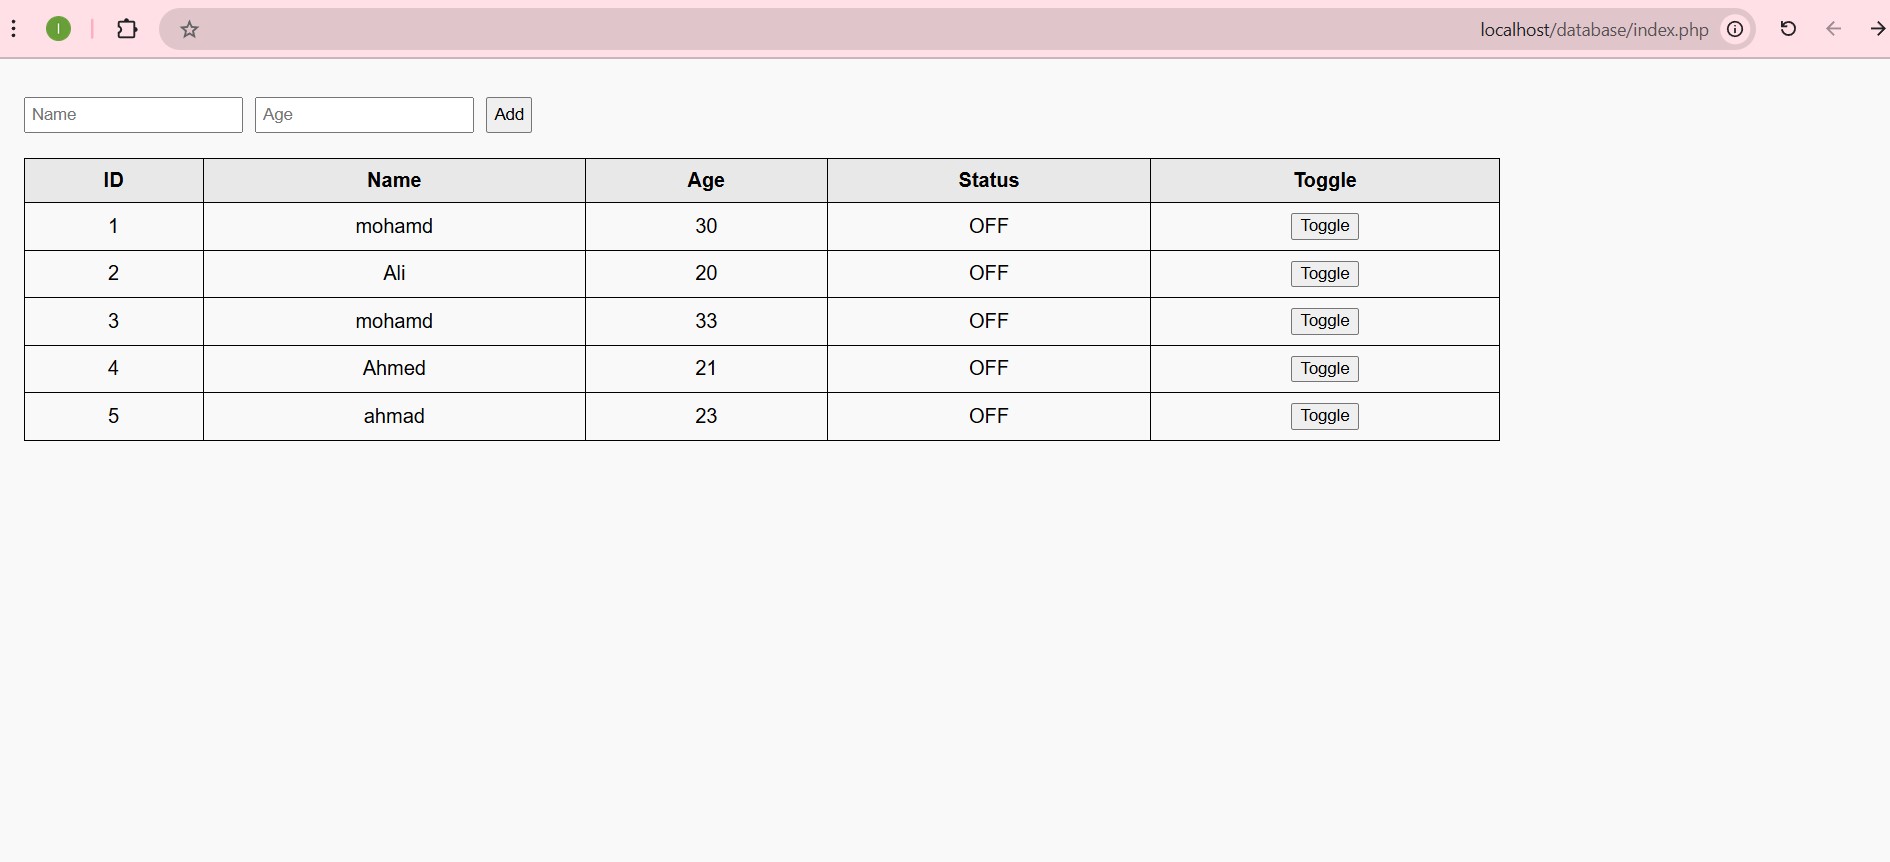 localhost/database/index.php
Name Age Add
ID Name Age Status Toggle
1 mohamd 30 OFF Toggle
2 Ali 20 OFF Toggle
3 mohamd 33 OFF Toggle
4 Ahmed 21 OFF Toggle
5 ahmad 23 OFF Toggle